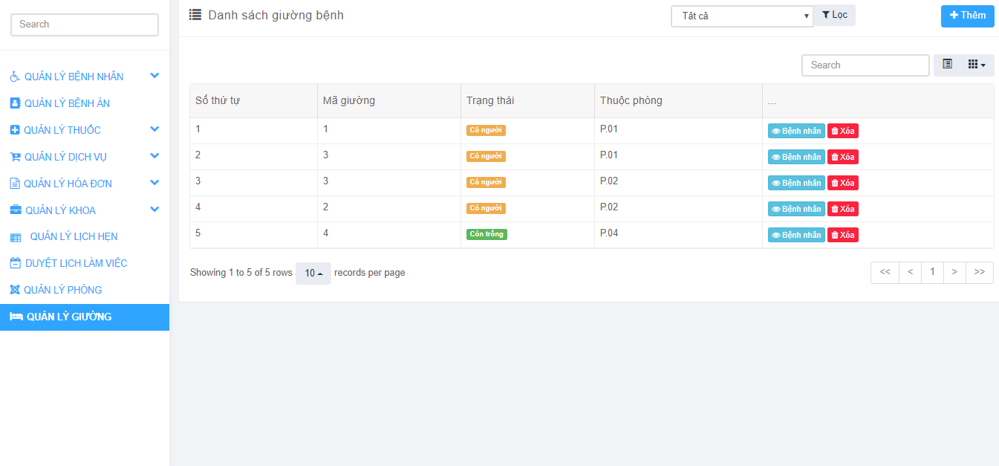 Search
QUẢN LÝ BỆNH NHÂN
QUẢN LÝ BỆNH ÁN
QUẢN LÝ THUỐC
QUẢN LÝ DỊCH VỤ
QUẢN LÝ HÓA ĐƠN
QUẢN LÝ KHOA
QUẢN LÝ LỊCH HẸN
DUYỆT LỊCH LÀM VIỆC
QUẢN LÝ PHÒNG
QUẢN LÝ GIƯỜNG
Danh sách giường bệnh
Tất cả Lọc Thêm
Search
Số thứ tự Mã giường Trạng thái Thuộc phòng ...
1 1 Có người P.01 Bệnh nhân Xóa
2 3 Có người P.01 Bệnh nhân Xóa
3 3 Có người P.02 Bệnh nhân Xóa
4 2 Có người P.02 Bệnh nhân Xóa
5 4 Còn trống P.04 Bệnh nhân Xóa
Showing 1 to 5 of 5 rows 10 records per page << < 1 > >>